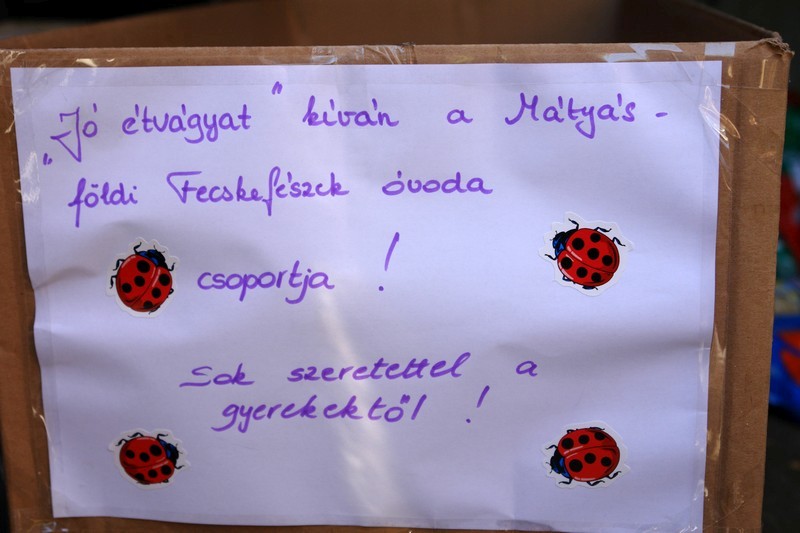 „Jó étvágyat" kíván a Mátyás-
földi Fecskefészek óvoda
csoportja !
Sok szeretettel a
gyerekektől !